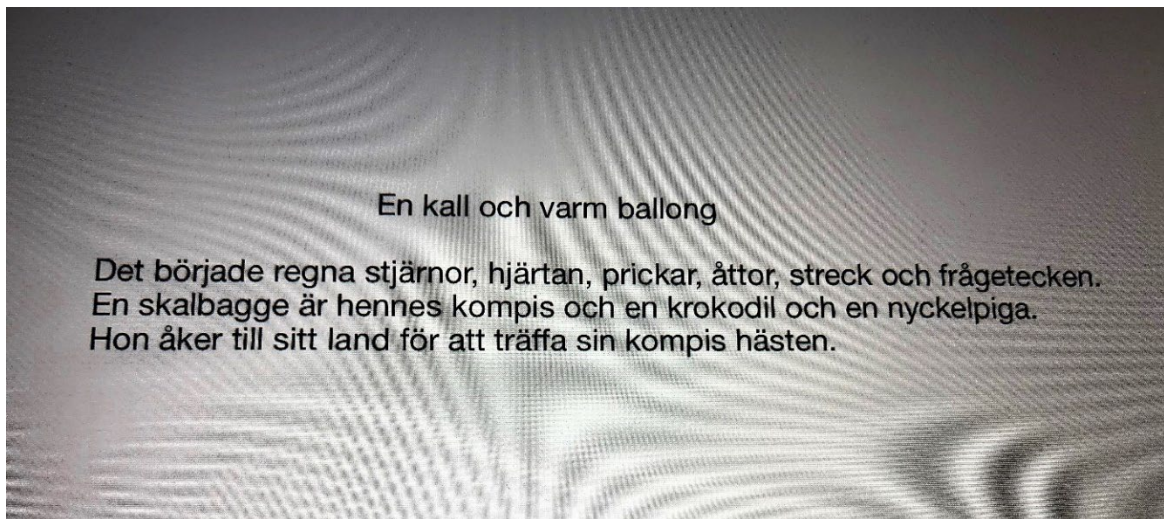 En kall och varm ballong
Det började regna stjärnor, hjärtan, prickar, åttor, streck och frågetecken.
En skalbagge är hennes kompis och en krokodil och en nyckelpiga.
Hon åker till sitt land för att träffa sin kompis hästen.